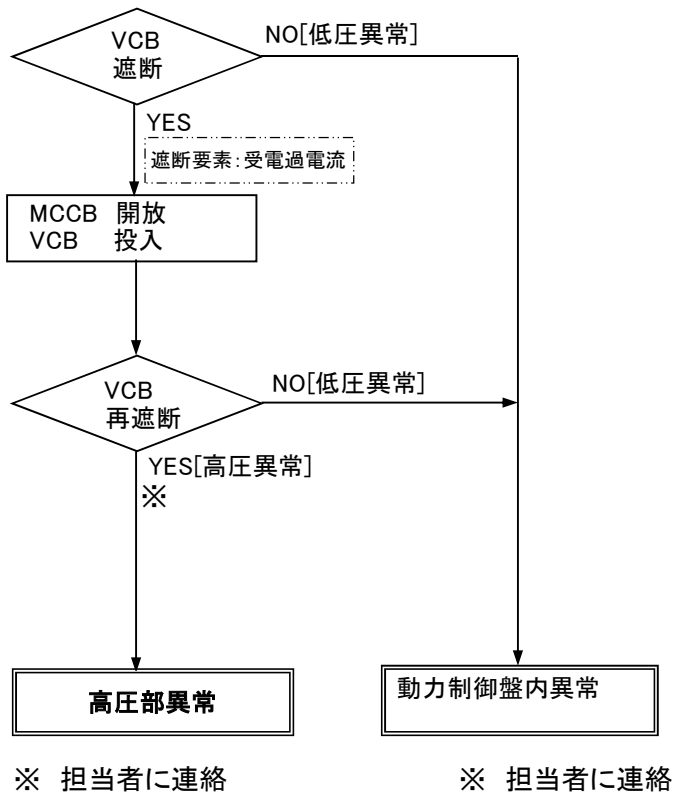 VCB
遮断
NO[低圧異常]
YES
遮断要素:受電過電流
MCCB 開放
VCB 投入
VCB
再遮断
NO[低圧異常]
YES[高圧異常]
※
高圧部異常
動力制御盤内異常
※ 担当者に連絡
※ 担当者に連絡